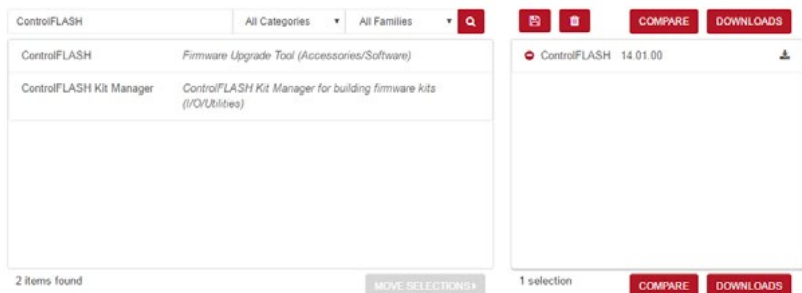 ControlFLASH All Categories All Families COMPARE DOWNLOADS
ControlFLASH Firmware Upgrade Tool (Accessories/Software) ControlFLASH 14.01.00
ControlFLASH Kit Manager ControlFLASH Kit Manager for building firmware kits
(I/O/Utilities)
2 items found MOVE SELECTIONS 1 selection COMPARE DOWNLOADS